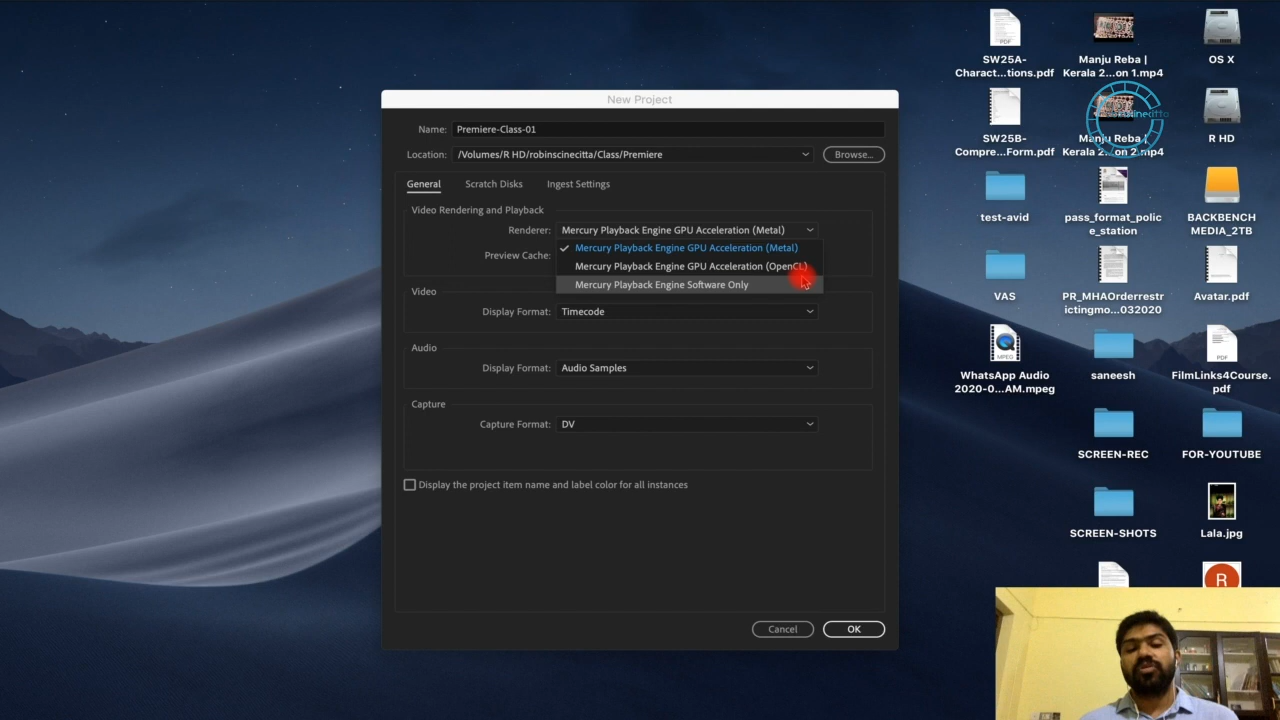 New Project
Name: Premiere-Class-01
Location: /Volumes/R HD/robinscinecitta/Class/Premiere
Browse...
General Scratch Disks Ingest Settings
Video Rendering and Playback
Renderer: Mercury Playback Engine GPU Acceleration (Metal)
Mercury Playback Engine GPU Acceleration (Metal)
Preview Cache:
Mercury Playback Engine GPU Acceleration (OpenCL)
Mercury Playback Engine Software Only
Video
Display Format: Timecode
Audio
Display Format: Audio Samples
Capture
Capture Format: DV
Display the project item name and label color for all instances
Cancel OK
PDF
SW25A-
Charact...tions.pdf
Manju Reba |
Kerala 2...on 1.mp4
OS X
SW25B-
Compre...Form.pdf
Manju Reba |
Kerala 2...on 2.mp4
R HD
test-avid
pass_format_polic
e_station
BACKBENCH
MEDIA_2TB
VAS
PR_MHAOrderrestr
ictingmo...032020
Avatar.pdf
MPEG
WhatsApp Audio
2020-0...AM.mpeg
saneesh
PDF
FilmLinks4Course.
pdf
SCREEN-REC
FOR-YOUTUBE
SCREEN-SHOTS
Lala.jpg
R